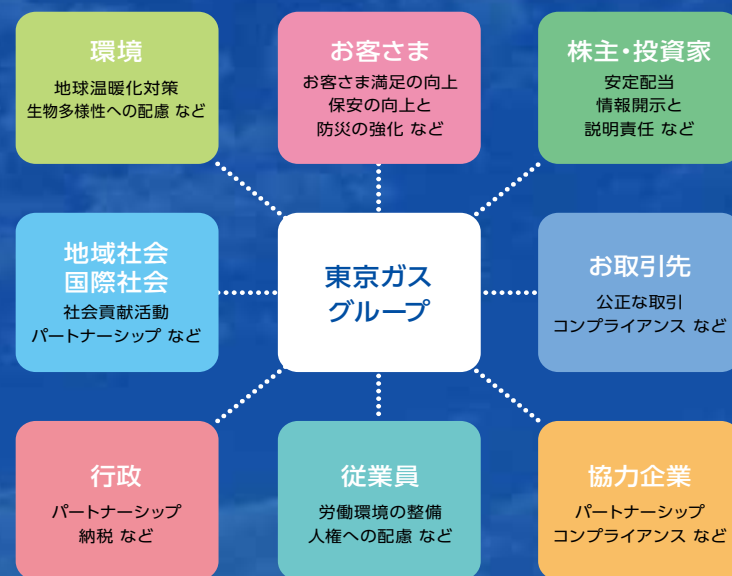 環境
地球温暖化対策
生物多様性への配慮 など
お客さま
お客さま満足の向上
保安の向上と
防災の強化 など
株主・投資家
安定配当
情報開示と
説明責任 など
地域社会
国際社会
社会貢献活動
パートナーシップ など
東京ガス
グループ
お取引先
公正な取引
コンプライアンス など
行政
パートナーシップ
納税 など
従業員
労働環境の整備
人権への配慮 など
協力企業
パートナーシップ
コンプライアンス など